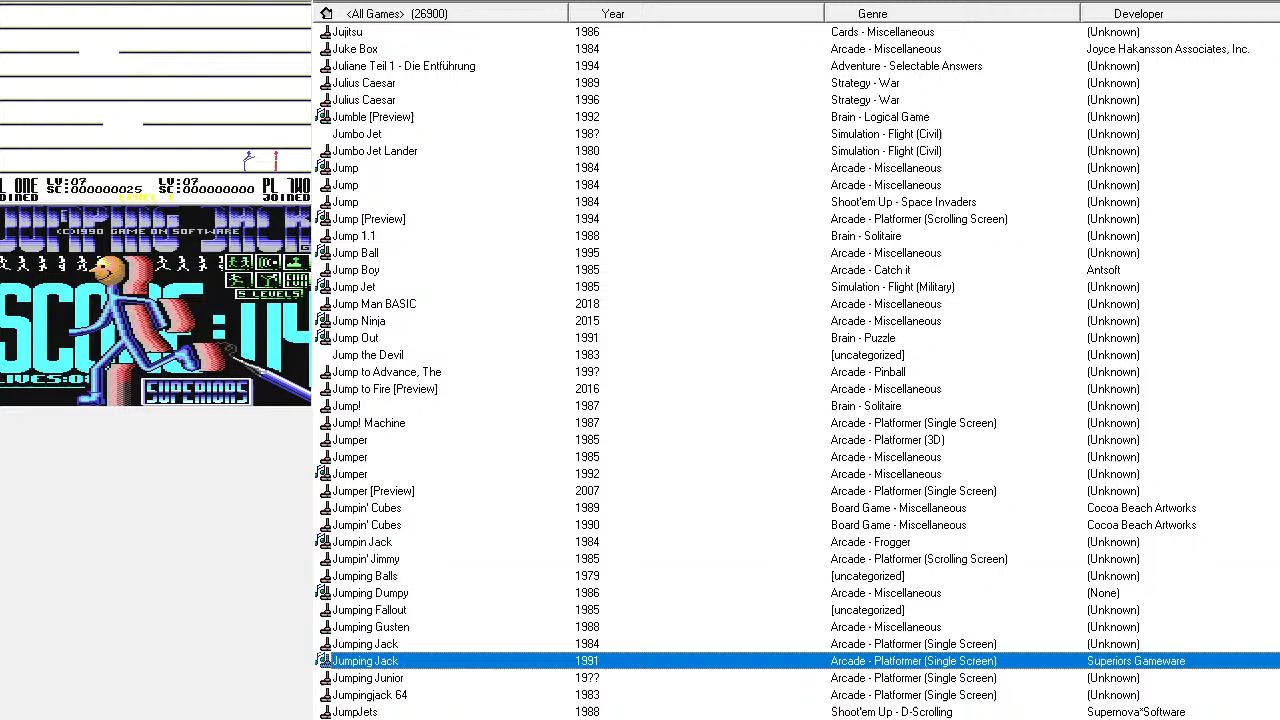 <All Games> (26900) Year Genre Developer
Jujitsu 1986 Cards - Miscellaneous (Unknown)
Juke Box 1984 Arcade - Miscellaneous Joyce Hakansson Associates, Inc.
Juliane Teil 1 - Die Entführung 1994 Adventure - Selectable Answers (Unknown)
Julius Caesar 1989 Strategy - War (Unknown)
Julius Caesar 1996 Strategy - War (Unknown)
Jumble [Preview] 1992 Brain - Logical Game (Unknown)
Jumbo Jet 198? Simulation - Flight (Civil) (Unknown)
Jumbo Jet Lander 1980 Simulation - Flight (Civil) (Unknown)
Jump 1984 Arcade - Miscellaneous (Unknown)
Jump 1984 Arcade - Miscellaneous (Unknown)
Jump 1984 Shoot'em Up - Space Invaders (Unknown)
Jump [Preview] 1994 Arcade - Platformer (Scrolling Screen) (Unknown)
Jump 1.1 1988 Brain - Solitaire (Unknown)
Jump Ball 1995 Arcade - Miscellaneous (Unknown)
Jump Boy 1985 Arcade - Catch it Antsoft
Jump Jet 1985 Simulation - Flight (Military) (Unknown)
Jump Man BASIC 2018 Arcade - Miscellaneous (Unknown)
Jump Ninja 2015 Arcade - Miscellaneous (Unknown)
Jump Out 1991 Brain - Puzzle (Unknown)
Jump the Devil 1983 [uncategorized] (Unknown)
Jump to Advance, The 199? Arcade - Pinball (Unknown)
Jump to Fire [Preview] 2016 Arcade - Miscellaneous (Unknown)
Jump! 1987 Brain - Solitaire (Unknown)
Jump! Machine 1987 Arcade - Platformer (Single Screen) (Unknown)
Jumper 1985 Arcade - Platformer (3D) (Unknown)
Jumper 1985 Arcade - Miscellaneous (Unknown)
Jumper 1992 Arcade - Miscellaneous (Unknown)
Jumper [Preview] 2007 Arcade - Platformer (Single Screen) (Unknown)
Jumpin' Cubes 1989 Board Game - Miscellaneous Cocoa Beach Artworks
Jumpin' Cubes 1990 Board Game - Miscellaneous Cocoa Beach Artworks
Jumpin Jack 1984 Arcade - Frogger (Unknown)
Jumpin' Jimmy 1985 Arcade - Platformer (Scrolling Screen) (Unknown)
Jumping Balls 1979 [uncategorized] (Unknown)
Jumping Dumpy 1986 Arcade - Miscellaneous (None)
Jumping Fallout 1985 [uncategorized] (Unknown)
Jumping Gusten 1988 Arcade - Miscellaneous (Unknown)
Jumping Jack 1984 Arcade - Platformer (Single Screen) (Unknown)
Jumping Jack 1991 Arcade - Platformer (Single Screen) Superiors Gameware
Jumping Junior 19?? Arcade - Platformer (Single Screen) (Unknown)
Jumpingjack 64 1983 Arcade - Platformer (Single Screen) (Unknown)
JumpJets 1988 Shoot'em Up - D-Scrolling Supernova*Software
L ONE LV:07 LV:07 PL TWO
OINED SC:000000025 SC:000000000 JOINED
LEVEL 1
JUMPING JACK
(C)1990 GAME ON SOFTWARE
FUN
5 LEVELS!
SCORE:114
LIVES:0
SUPERIORS